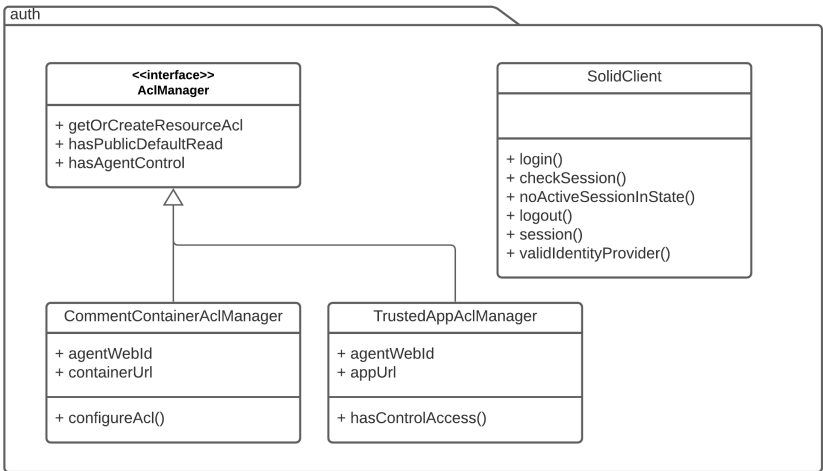 auth
<<interface>>
AclManager
+ getOrCreateResourceAcl
+ hasPublicDefaultRead
+ hasAgentControl
SolidClient
+ login()
+ checkSession()
+ noActiveSessionInState()
+ logout()
+ session()
+ validIdentityProvider()
CommentContainerAclManager
+ agentWebId
+ containerUrl
+ configureAcl()
TrustedAppAclManager
+ agentWebId
+ appUrl
+ hasControlAccess()